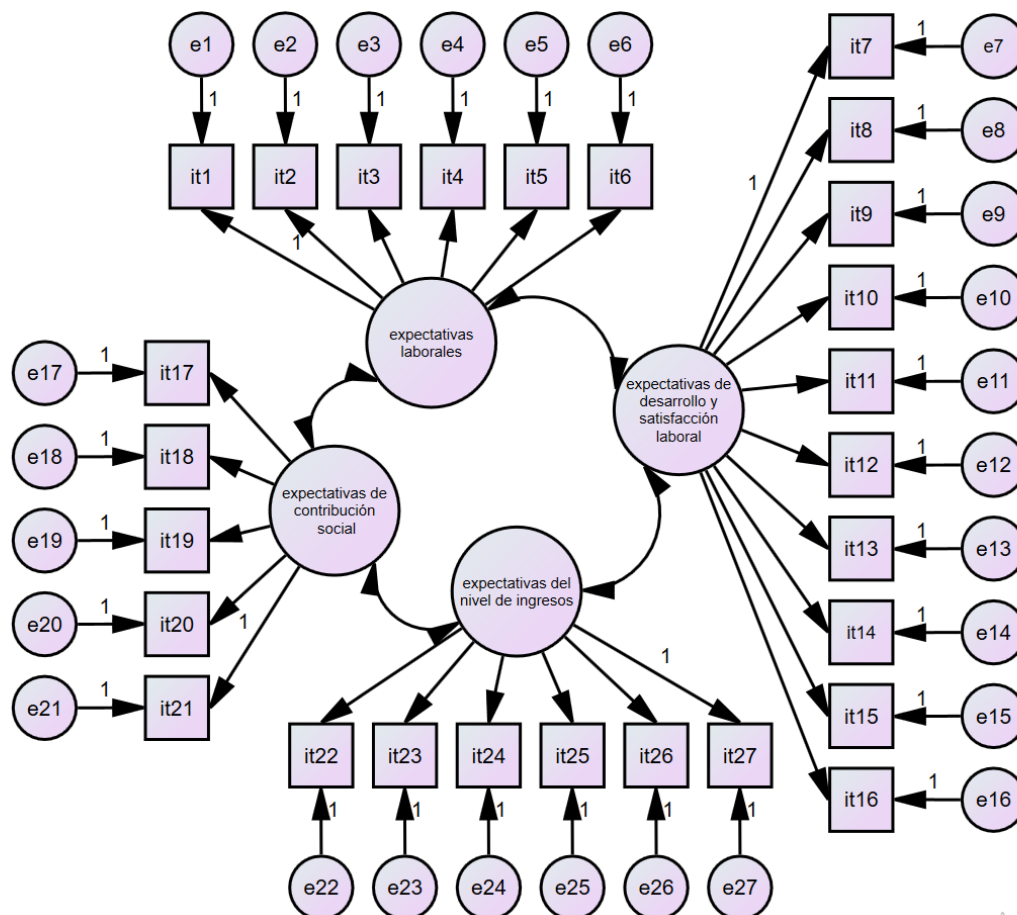 e1 e2 e3 e4 e5 e6
1 1 1 1 1 1
it1 it2 it3 it4 it5 it6
1
expectativas
laborales
it7 1 e7
it8 1 e8
1
it9 1 e9
it10 1 e10
it11 1 e11
it12 1 e12
it13 1 e13
it14 1 e14
it15 1 e15
it16 1 e16
expectativas de
desarrollo y
satisfacción
laboral
e17 1 it17
e18 1 it18
e19 1 it19
e20 1 it20
1
e21 1 it21
expectativas de
contribución
social
expectativas del
nivel de ingresos
1
it22 it23 it24 it25 it26 it27
1 1 1 1 1 1
e22 e23 e24 e25 e26 e27